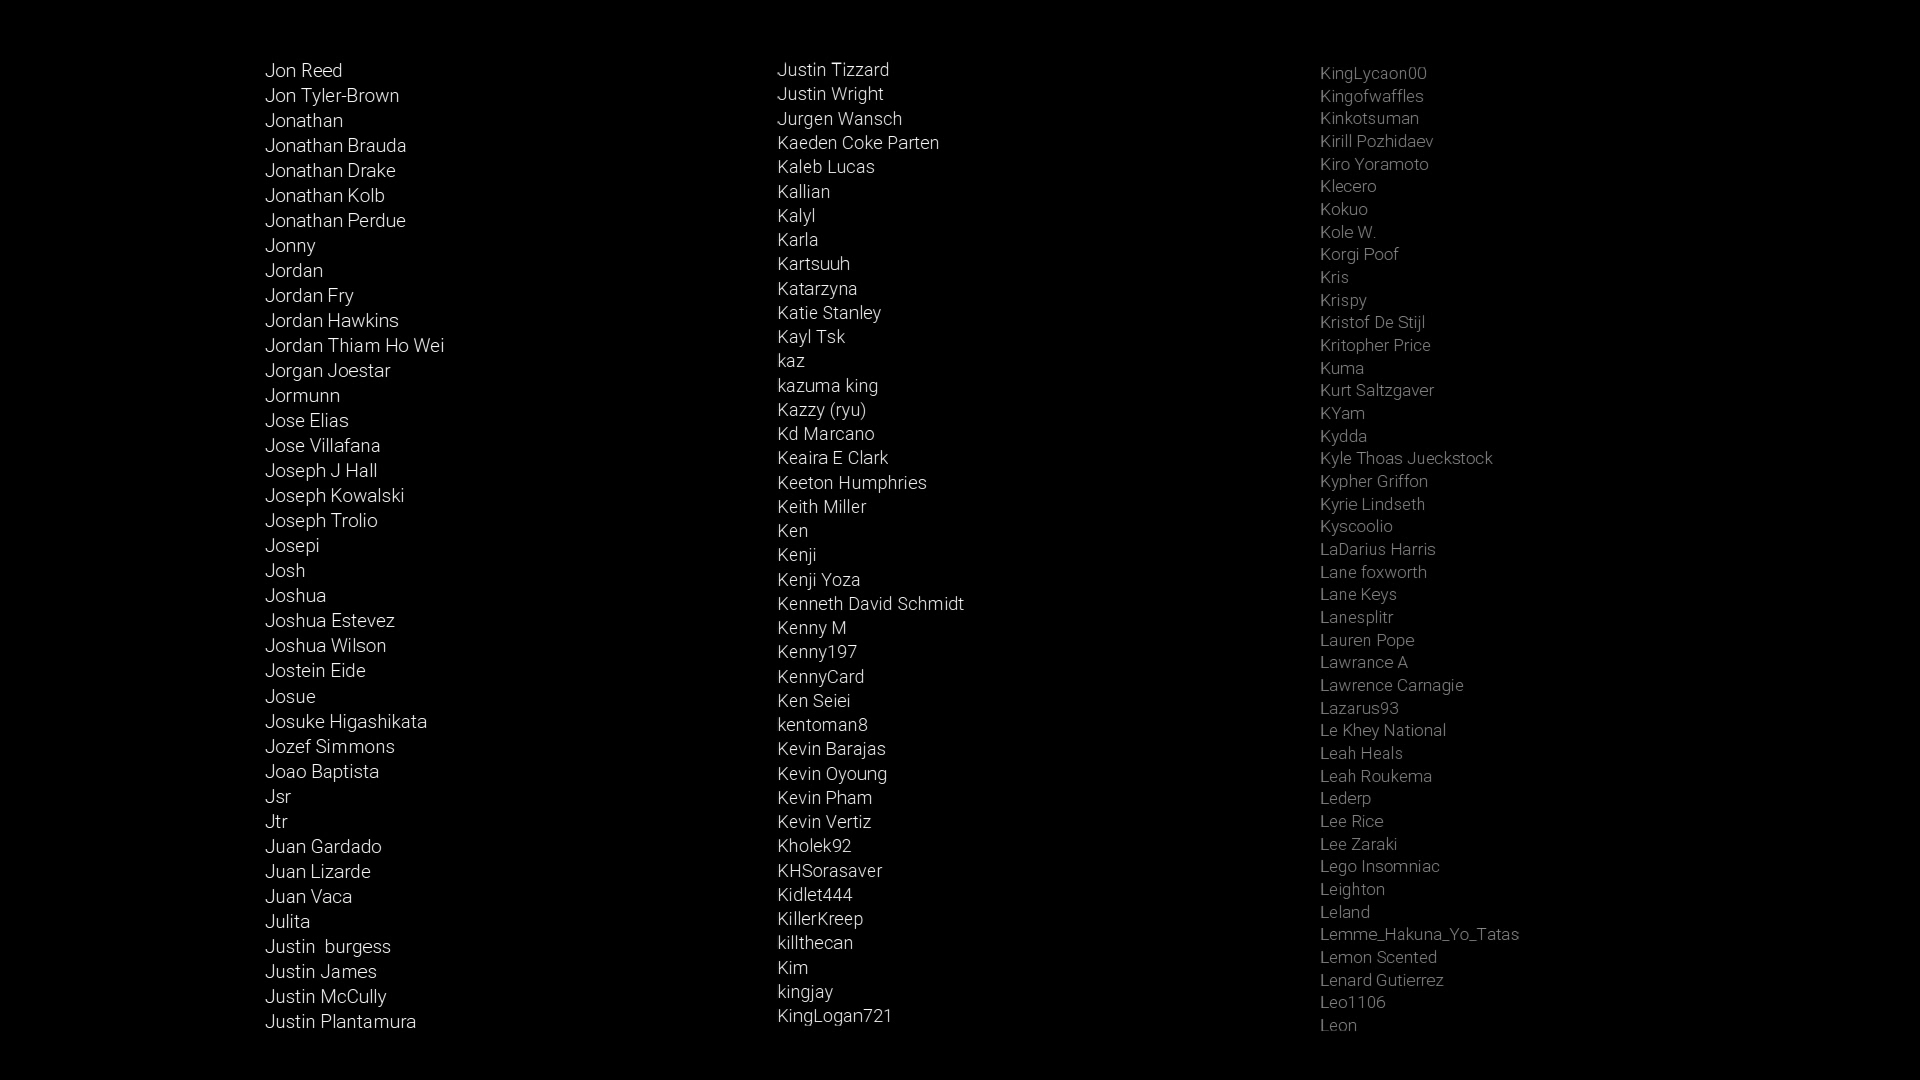 Jon Reed
Jon Tyler-Brown
Jonathan
Jonathan Brauda
Jonathan Drake
Jonathan Kolb
Jonathan Perdue
Jonny
Jordan
Jordan Fry
Jordan Hawkins
Jordan Thiam Ho Wei
Jorgan Joestar
Jormunn
Jose Elias
Jose Villafana
Joseph J Hall
Joseph Kowalski
Joseph Trolio
Josepi
Josh
Joshua
Joshua Estevez
Joshua Wilson
Jostein Eide
Josue
Josuke Higashikata
Jozef Simmons
Joao Baptista
Jsr
Jtr
Juan Gardado
Juan Lizarde
Juan Vaca
Julita
Justin  burgess
Justin James
Justin McCully
Justin Plantamura
Justin Tizzard
Justin Wright
Jurgen Wansch
Kaeden Coke Parten
Kaleb Lucas
Kallian
Kalyl
Karla
Kartsuuh
Katarzyna
Katie Stanley
Kayl Tsk
kaz
kazuma king
Kazzy (ryu)
Kd Marcano
Keaira E Clark
Keeton Humphries
Keith Miller
Ken
Kenji
Kenji Yoza
Kenneth David Schmidt
Kenny M
Kenny197
KennyCard
Ken Seiei
kentoman8
Kevin Barajas
Kevin Oyoung
Kevin Pham
Kevin Vertiz
Kholek92
KHSorasaver
Kidlet444
KillerKreep
killthecan
Kim
kingjay
KingLogan721
KingLycaon00
Kingofwaffles
Kinkotsuman
Kirill Pozhidaev
Kiro Yoramoto
Klecero
Kokuo
Kole W.
Korgi Poof
Kris
Krispy
Kristof De Stijl
Kritopher Price
Kuma
Kurt Saltzgaver
KYam
Kydda
Kyle Thoas Jueckstock
Kypher Griffon
Kyrie Lindseth
Kyscoolio
LaDarius Harris
Lane foxworth
Lane Keys
Lanesplitr
Lauren Pope
Lawrance A
Lawrence Carnagie
Lazarus93
Le Khey National
Leah Heals
Leah Roukema
Lederp
Lee Rice
Lee Zaraki
Lego Insomniac
Leighton
Leland
Lemme_Hakuna_Yo_Tatas
Lemon Scented
Lenard Gutierrez
Leo1106
Leon